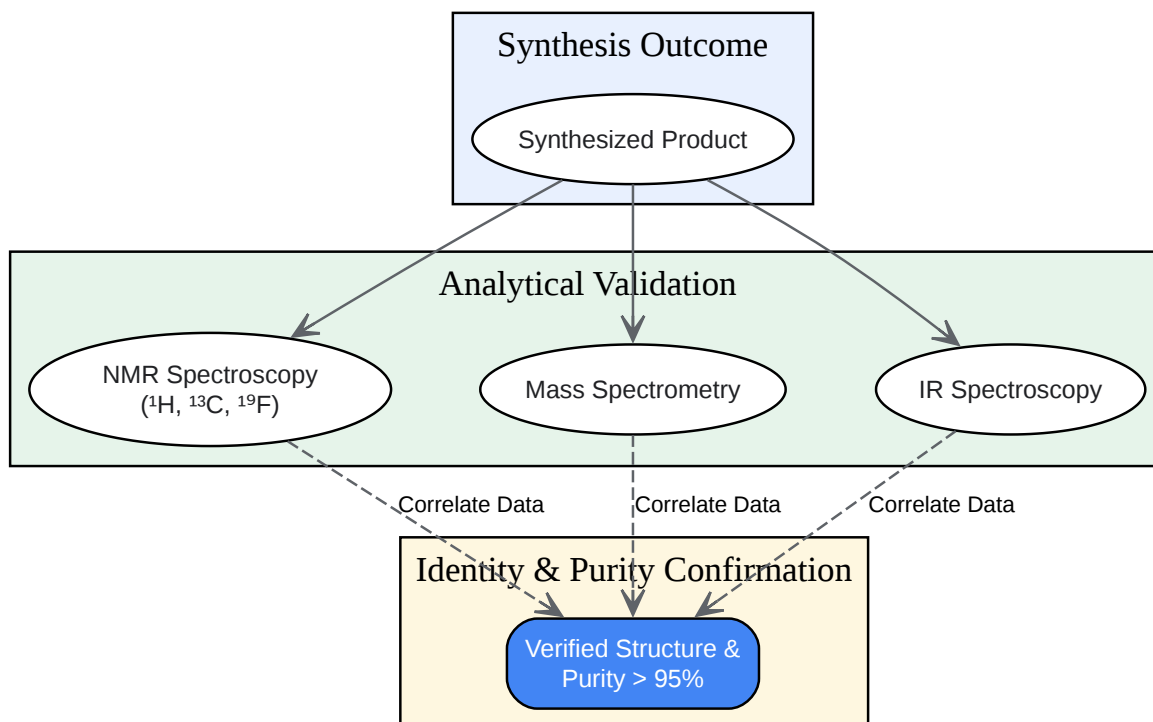 Synthesis Outcome
Synthesized Product
Analytical Validation
NMR Spectroscopy
(¹H, ¹³C, ¹⁹F)
Mass Spectrometry
IR Spectroscopy
Correlate Data
Correlate Data
Correlate Data
Identity & Purity Confirmation
Verified Structure &
Purity > 95%